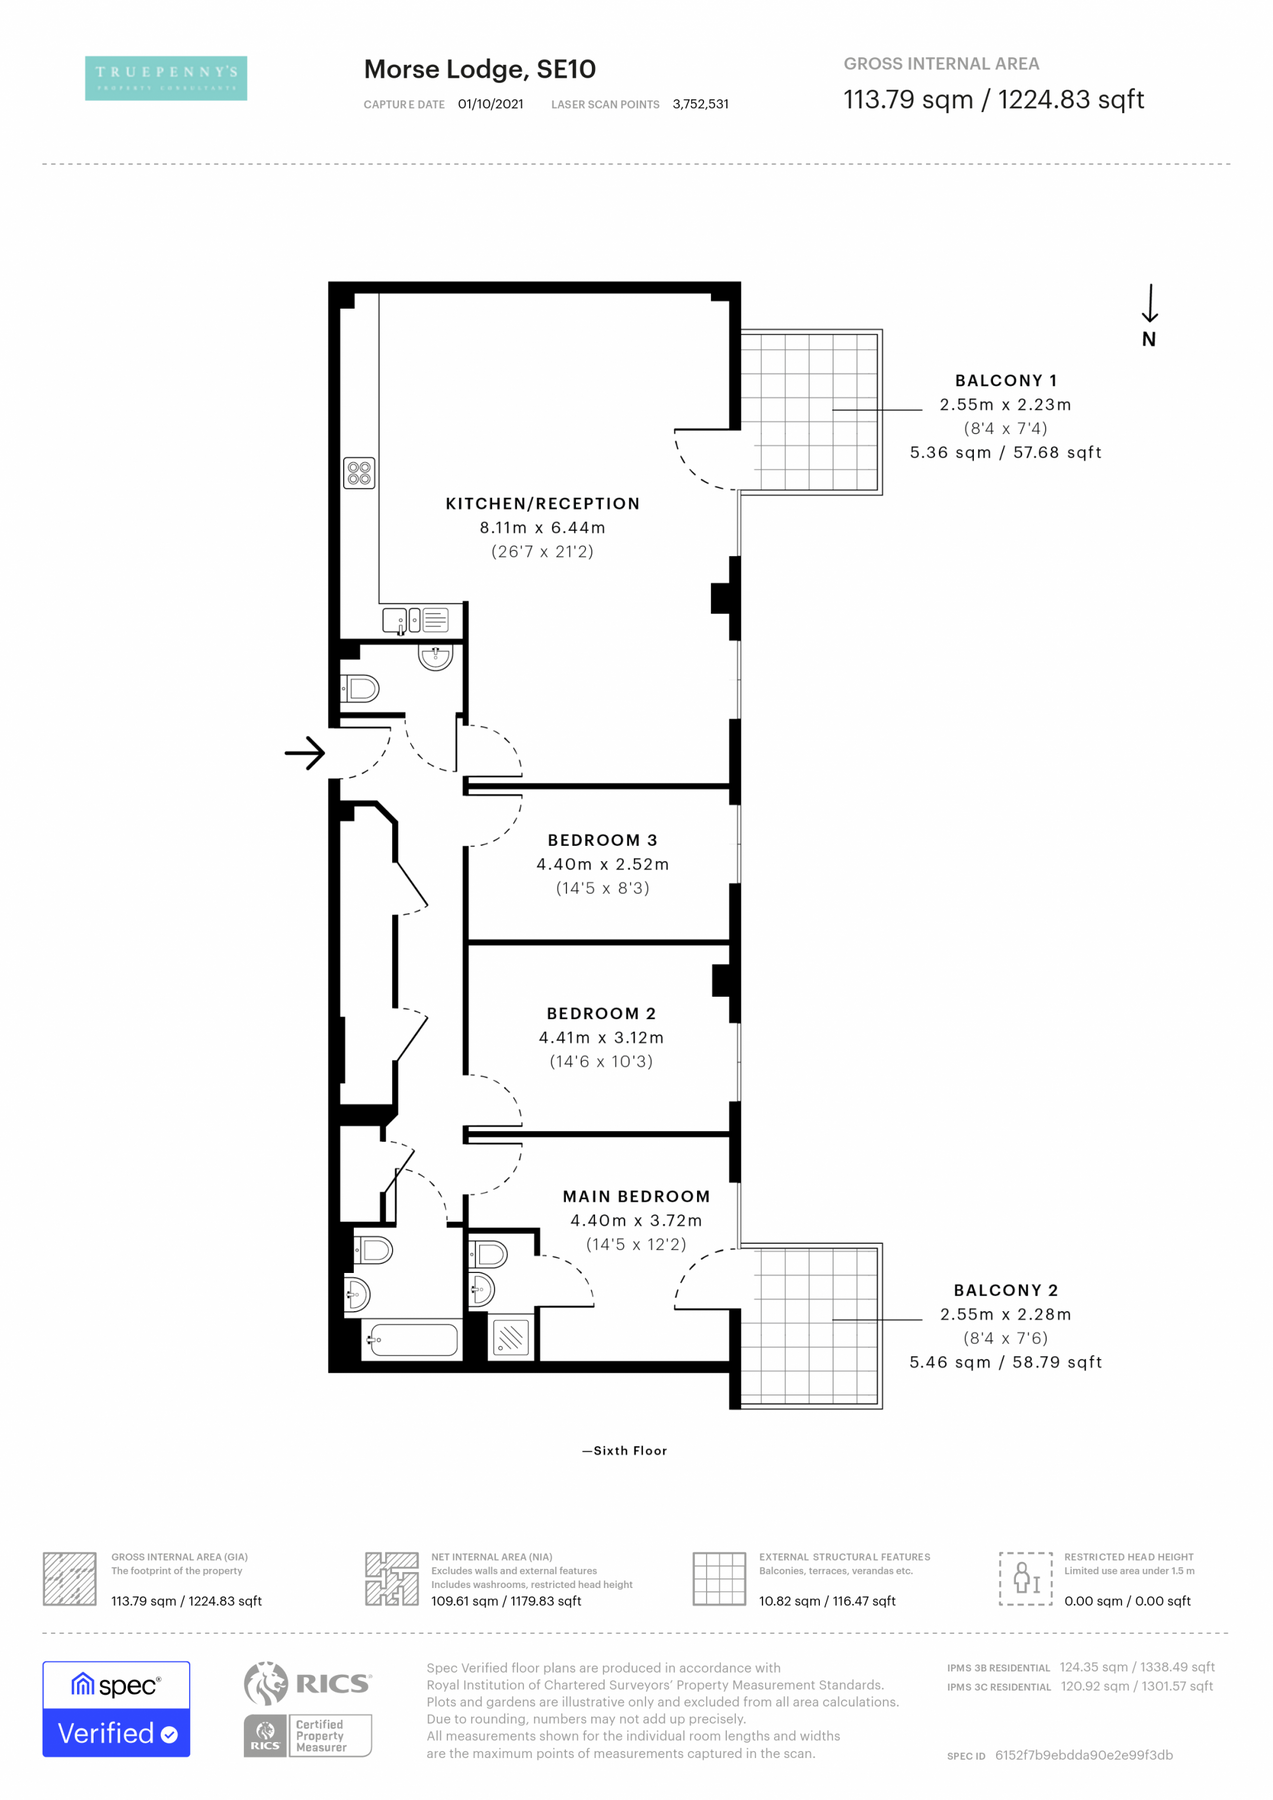 TRUEPENNY'S
PROPERTY CONSULTANTS
Morse Lodge, SE10
CAPTURE DATE 01/10/2021 LASER SCAN POINTS 3,752,531
GROSS INTERNAL AREA
113.79 sqm / 1224.83 sqft
N
BALCONY 1
2.55m x 2.23m
(8'4 x 7'4)
5.36 sqm / 57.68 sqft
KITCHEN/RECEPTION
8.11m x 6.44m
(26'7 x 21'2)
BEDROOM 3
4.40m x 2.52m
(14'5 x 8'3)
BEDROOM 2
4.41m x 3.12m
(14'6 x 10'3)
MAIN BEDROOM
4.40m x 3.72m
(14'5 x 12'2)
BALCONY 2
2.55m x 2.28m
(8'4 x 7'6)
5.46 sqm / 58.79 sqft
—Sixth Floor
GROSS INTERNAL AREA (GIA)
The footprint of the property
113.79 sqm / 1224.83 sqft
NET INTERNAL AREA (NIA)
Excludes walls and external features
Includes washrooms, restricted head height
109.61 sqm / 1179.83 sqft
EXTERNAL STRUCTURAL FEATURES
Balconies, terraces, verandas etc.
10.82 sqm / 116.47 sqft
RESTRICTED HEAD HEIGHT
Limited use area under 1.5 m
0.00 sqm / 0.00 sqft
spec®
Verified
RICS®
RICS
Certified
Property
Measurer
Spec Verified floor plans are produced in accordance with
Royal Institution of Chartered Surveyors' Property Measurement Standards.
Plots and gardens are illustrative only and excluded from all area calculations.
Due to rounding, numbers may not add up precisely.
All measurements shown for the individual room lengths and widths
are the maximum points of measurements captured in the scan.
IPMS 3B RESIDENTIAL 124.35 sqm / 1338.49 sqft
IPMS 3C RESIDENTIAL 120.92 sqm / 1301.57 sqft
SPEC ID 6152f7b9ebdda90e2e99f3db